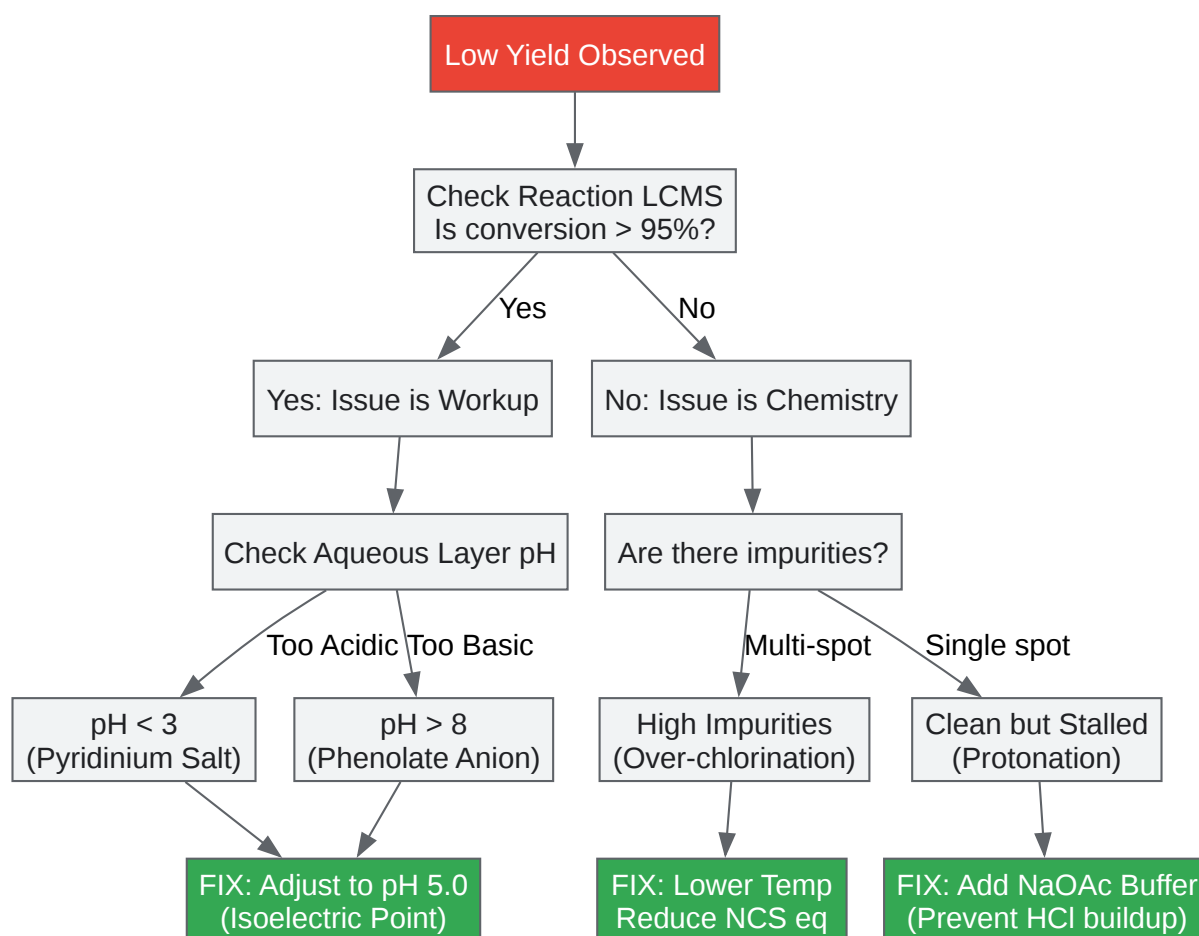 Low Yield Observed
Check Reaction LCMS
Is conversion > 95%?
Yes
No
Yes: Issue is Workup
No: Issue is Chemistry
Check Aqueous Layer pH
Are there impurities?
Too Acidic
Too Basic
Multi-spot
Single spot
pH < 3
(Pyridinium Salt)
pH > 8
(Phenolate Anion)
High Impurities
(Over-chlorination)
Clean but Stalled
(Protonation)
FIX: Adjust to pH 5.0
(Isoelectric Point)
FIX: Lower Temp
Reduce NCS eq
FIX: Add NaOAc Buffer
(Prevent HCl buildup)